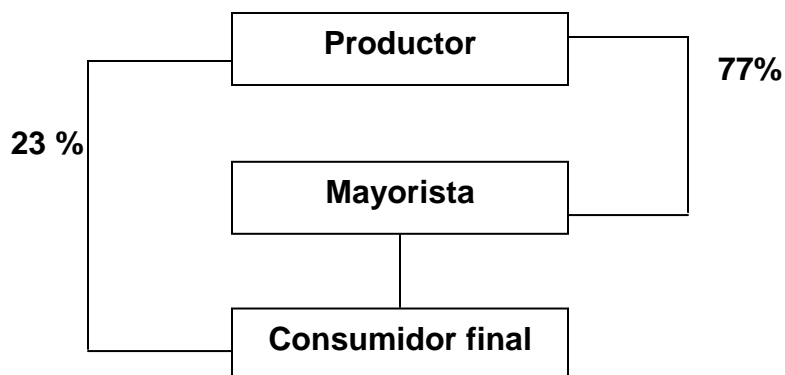 Productor
77%
23 %
Mayorista
Consumidor final